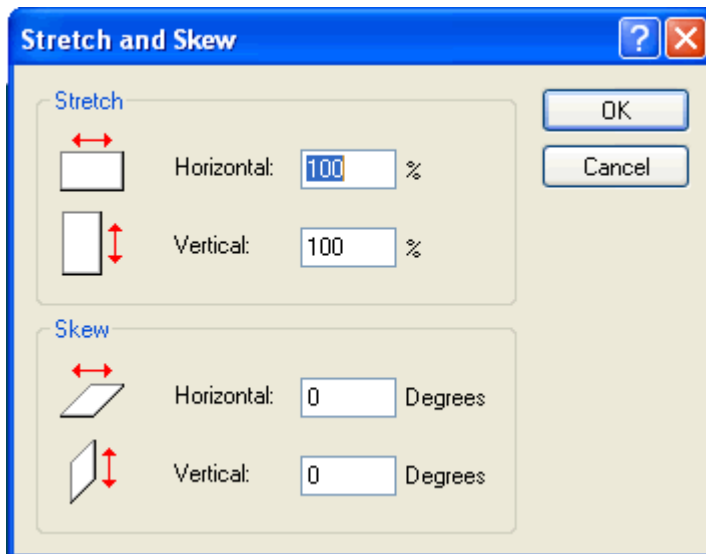 Stretch and Skew
?
Stretch
OK
Horizontal: 100 %
Cancel
Vertical: 100 %
Skew
Horizontal: 0 Degrees
Vertical: 0 Degrees